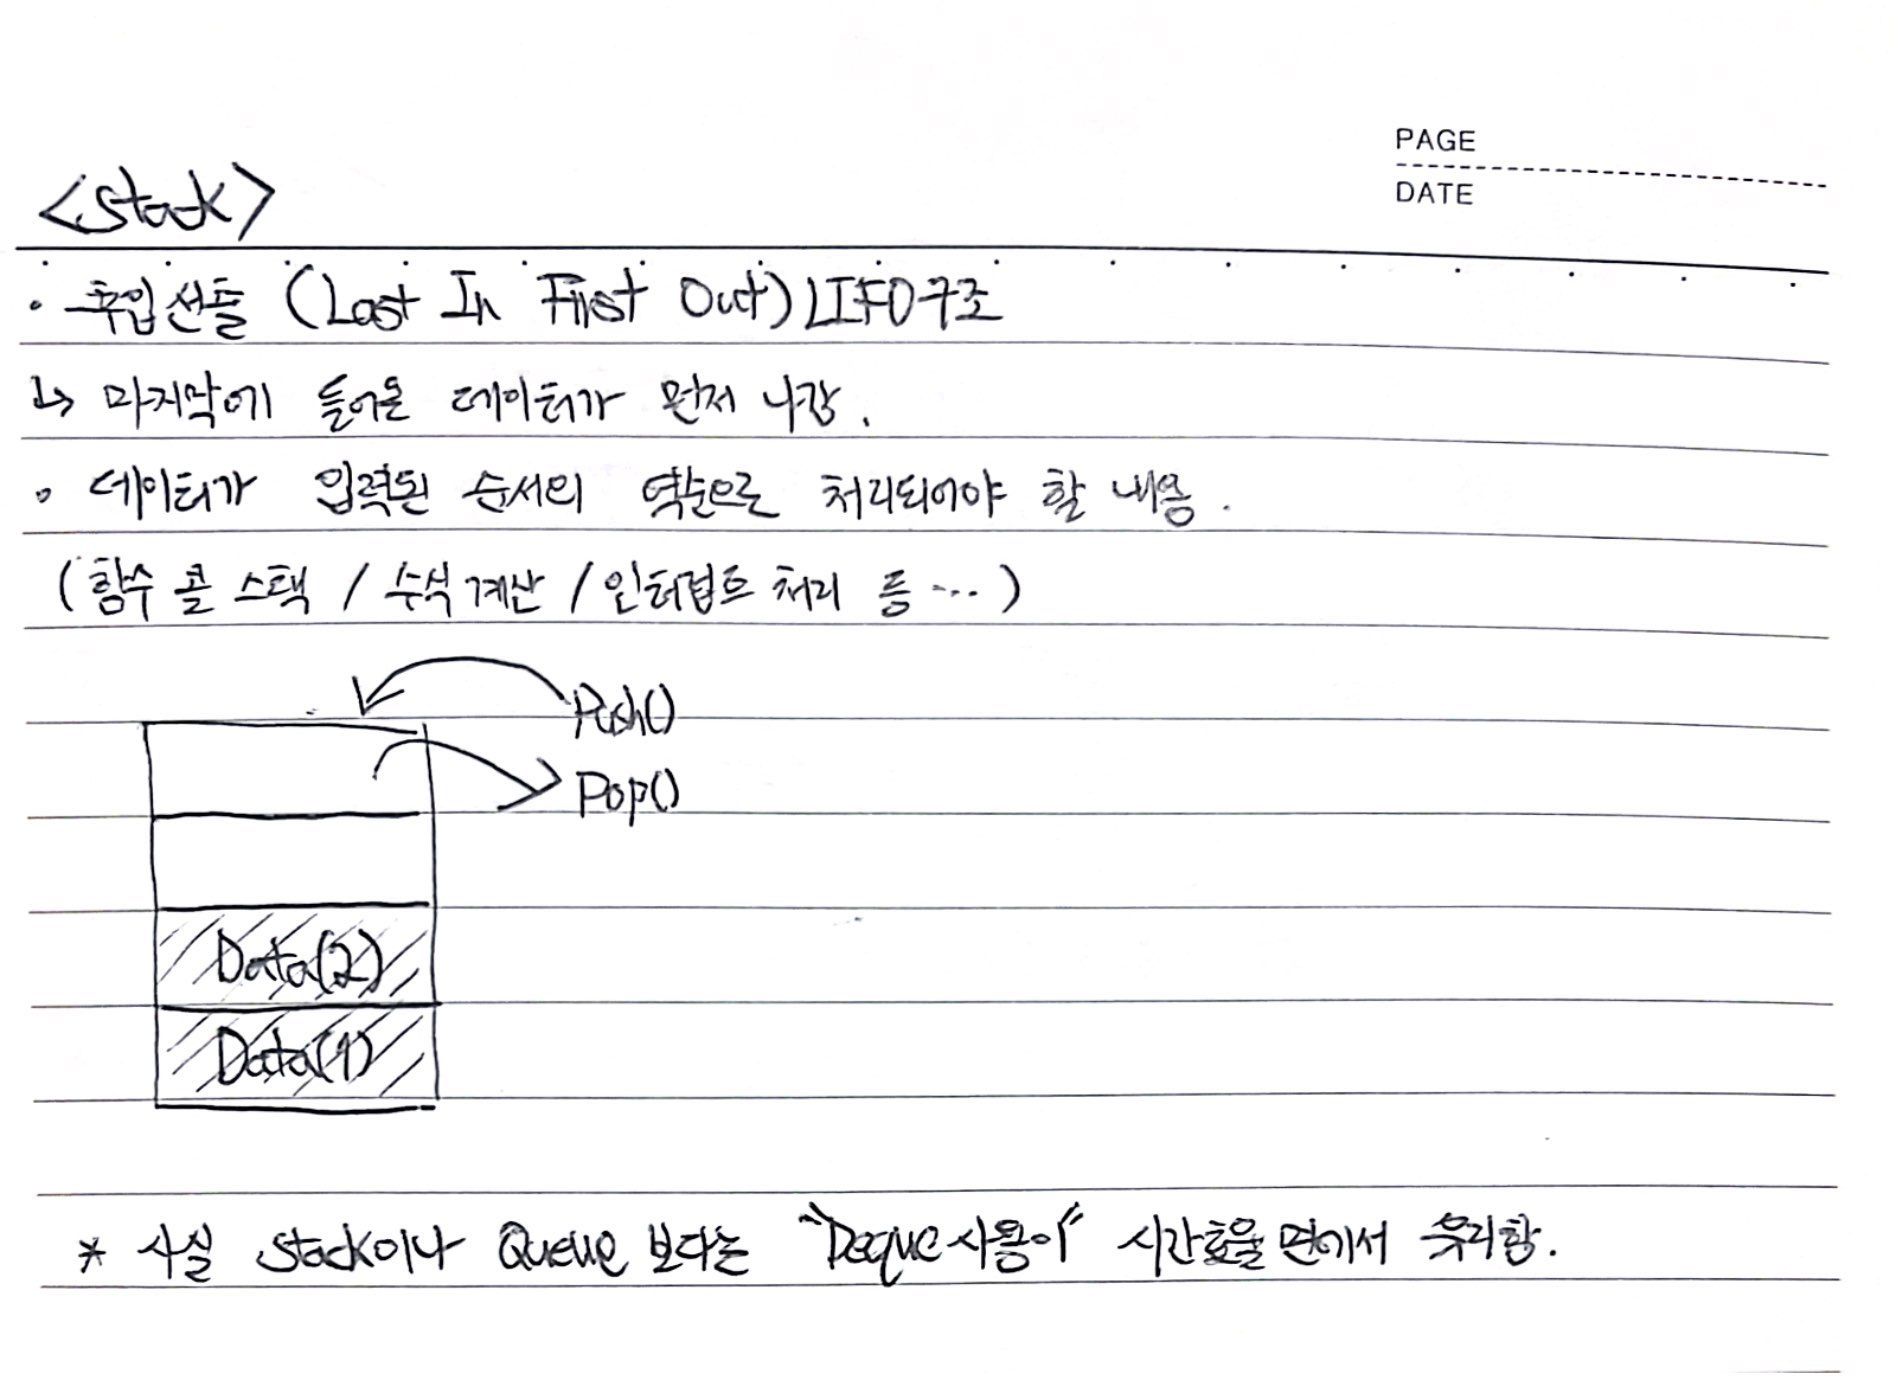 PAGE
DATE
<Stack>
• 후입선출 (Last In First Out) LIFO구조
↳ 마지막에 들어온 데이터가 먼저 나감.
• 데이터가 입력된 순서의 역순으로 처리되어야 할 내용.
(함수 콜 스택 / 수식계산 / 인터럽트 처리 등 ...)
Push()
Pop()
Data(2)
Data(1)
* 사실 Stack이나 Queue 보다는 "Deque 사용이" 시간효율 면에서 유리함.